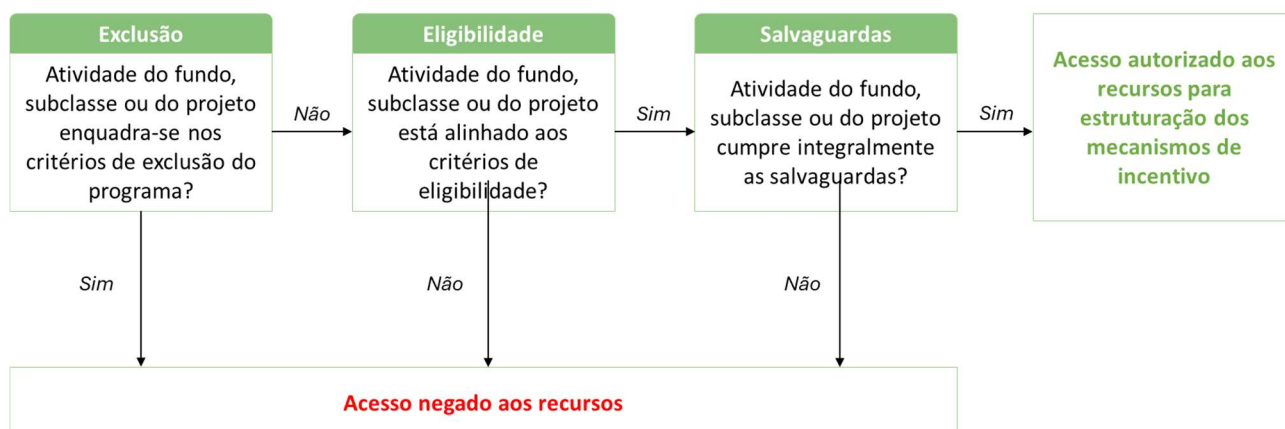 Exclusão
Atividade do fundo,
subclasse ou do projeto
enquadra-se nos
critérios de exclusão do
programa?
Não
Eligibilidade
Atividade do fundo,
subclasse ou do projeto
está alinhado aos
critérios de
eligibilidade?
Sim
Salvaguardas
Atividade do fundo,
subclasse ou do projeto
cumpre integralmente
as salvaguardas?
Sim
Acesso autorizado aos
recursos para
estruturação dos
mecanismos de
incentivo
Sim
Não
Não
Acesso negado aos recursos